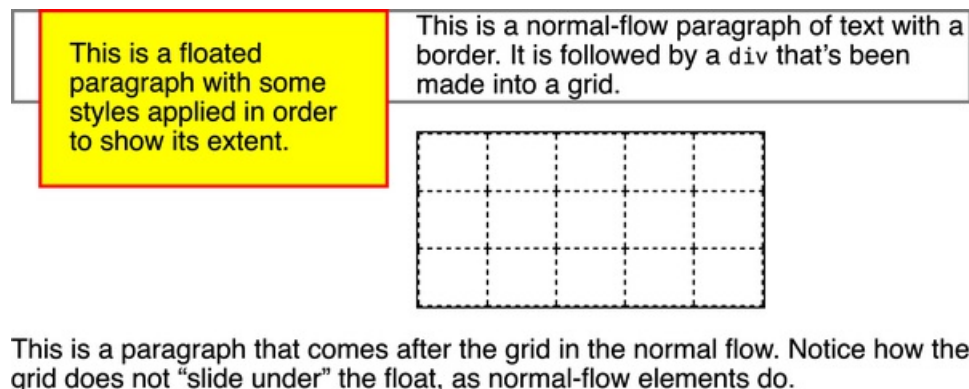 This is a floated
paragraph with some
styles applied in order
to show its extent.
This is a normal-flow paragraph of text with a
border. It is followed by a div that’s been
made into a grid.
This is a paragraph that comes after the grid in the normal flow. Notice how the
grid does not “slide under” the float, as normal-flow elements do.